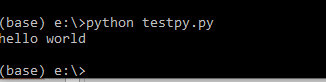 (base) e:\>python testpy.py
hello world
(base) e:\>